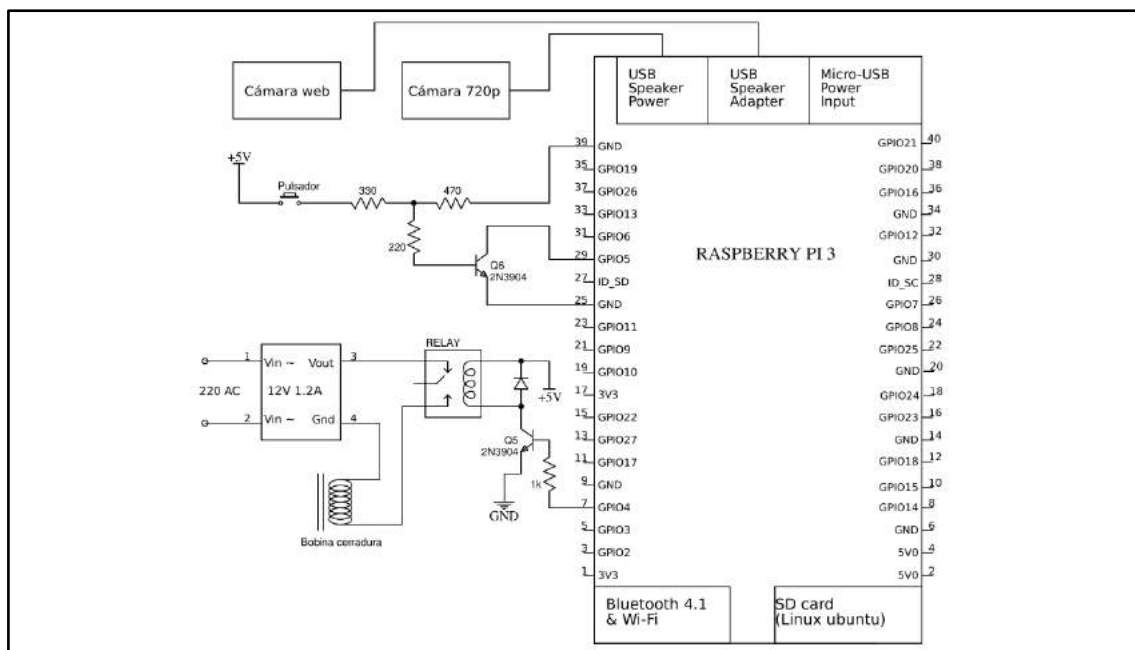 Cámara web
Cámara 720p
USB
Speaker
Power
USB
Speaker
Adapter
Micro-USB
Power
Input
+5V
Pulsador
330
470
220
Q6
2N3904
39 GND
35 GPIO19
37 GPIO26
33 GPIO13
31 GPIO6
29 GPIO5
27 ID_SD
25 GND
23 GPIO11
21 GPIO9
19 GPIO10
17 3V3
15 GPIO22
13 GPIO27
11 GPIO17
9 GND
7 GPIO4
5 GPIO3
3 GPIO2
1 3V3
RASPBERRY PI 3
GPIO21 40
GPIO20 38
GPIO16 36
GND 34
GPIO12 32
GND 30
ID_SC 28
GPIO7 26
GPIO8 24
GPIO25 22
GND 20
GPIO24 18
GPIO23 16
GND 14
GPIO18 12
GPIO15 10
GPIO14 8
GND 6
5V0 4
5V0 2
RELAY
1 Vin ~ Vout 3
220 AC
12V 1.2A
2 Vin ~ Gnd 4
+5V
Q5
2N3904
1k
GND
Bobina cerradura
Bluetooth 4.1
& Wi-Fi
SD card
(Linux ubuntu)